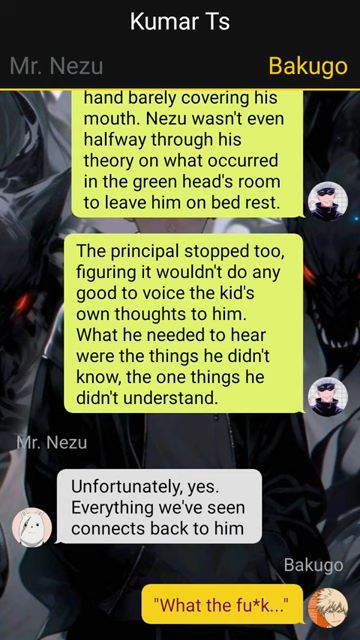 Kumar Ts
Mr. Nezu
Bakugo
hand barely covering his
mouth. Nezu wasn't even
halfway through his
theory on what occurred
in the green head's room
to leave him on bed rest.
The principal stopped too,
figuring it wouldn't do any
good to voice the kid's
own thoughts to him.
What he needed to hear
were the things he didn't
know, the one things he
didn't understand.
Mr. Nezu
Unfortunately, yes.
Everything we've seen
connects back to him
Bakugo
"What the fu*k..."